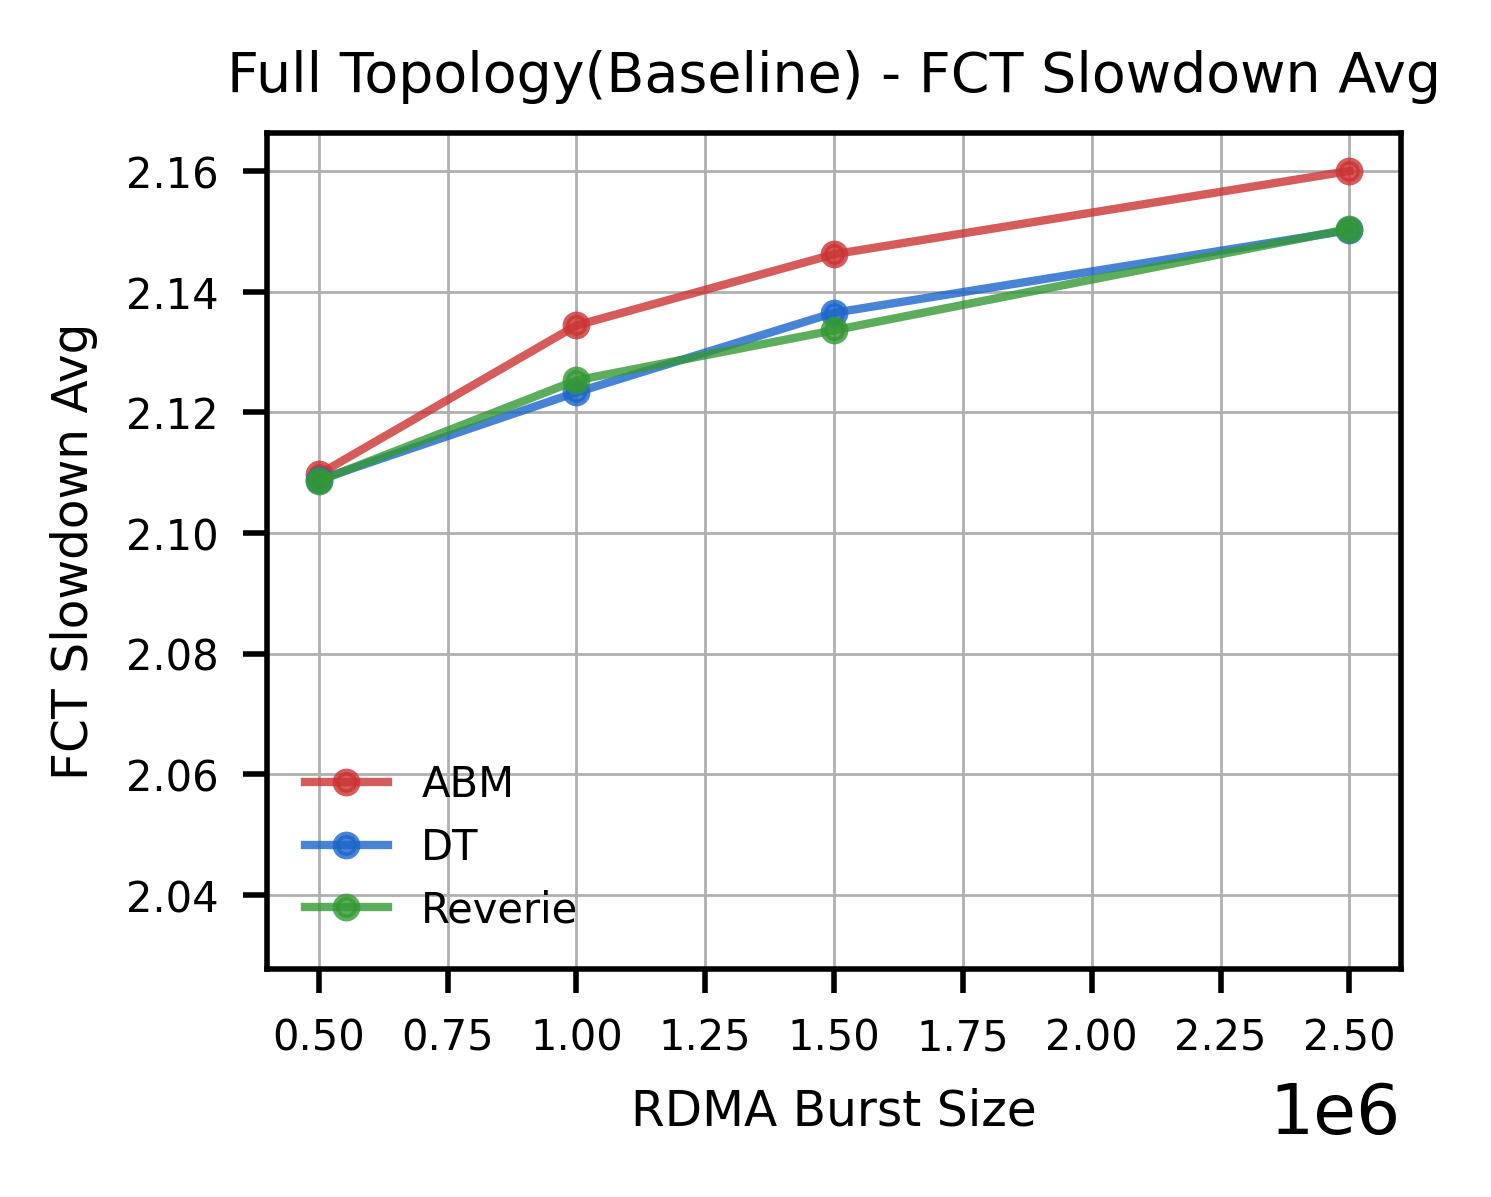 Full Topology(Baseline) - FCT Slowdown Avg
FCT Slowdown Avg
2.16
2.14
2.12
2.10
2.08
2.06
2.04
ABM
DT
Reverie
0.50 0.75 1.00 1.25 1.50 1.75 2.00 2.25 2.50
RDMA Burst Size
1e6